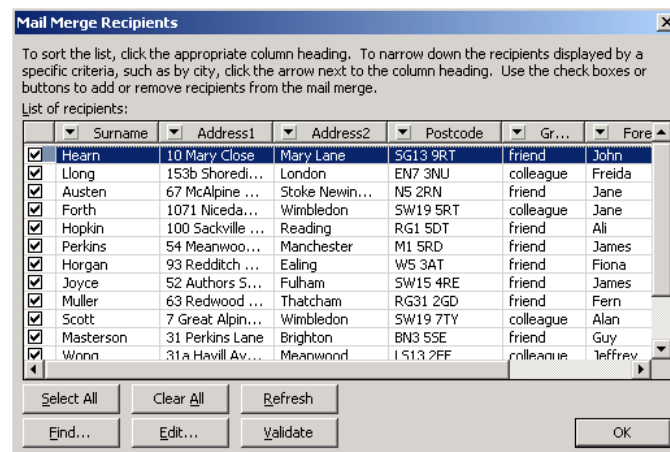 Mail Merge Recipients
To sort the list, click the appropriate column heading. To narrow down the recipients displayed by a
specific criteria, such as by city, click the arrow next to the column heading. Use the check boxes or
buttons to add or remove recipients from the mail merge.
List of recipients:
Surname Address1 Address2 Postcode Gr... Fore
Hearn 10 Mary Close Mary Lane SG13 9RT friend John
Llong 153b Shoredi... London EN7 3NU colleague Freida
Austen 67 McAlpine ... Stoke Newin... N5 2RN friend Jane
Forth 1071 Niceda... Wimbledon SW19 5RT colleague Jane
Hopkin 100 Sackville ... Reading RG1 5DT friend Ali
Perkins 54 Meanwoo... Manchester M1 5RD friend James
Horgan 93 Redditch ... Ealing W5 3AT friend Fiona
Joyce 52 Authors S... Fulham SW15 4RE friend James
Muller 63 Redwood ... Thatcham RG31 2GD friend Fern
Scott 7 Great Alpin... Wimbledon SW19 7TY colleague Alan
Masterson 31 Perkins Lane Brighton BN3 5SE friend Guy
Wong 31a Havill Av... Meanwood LS13 2FF colleague Jeffrey
Select All Clear All Refresh
Find... Edit... Validate OK